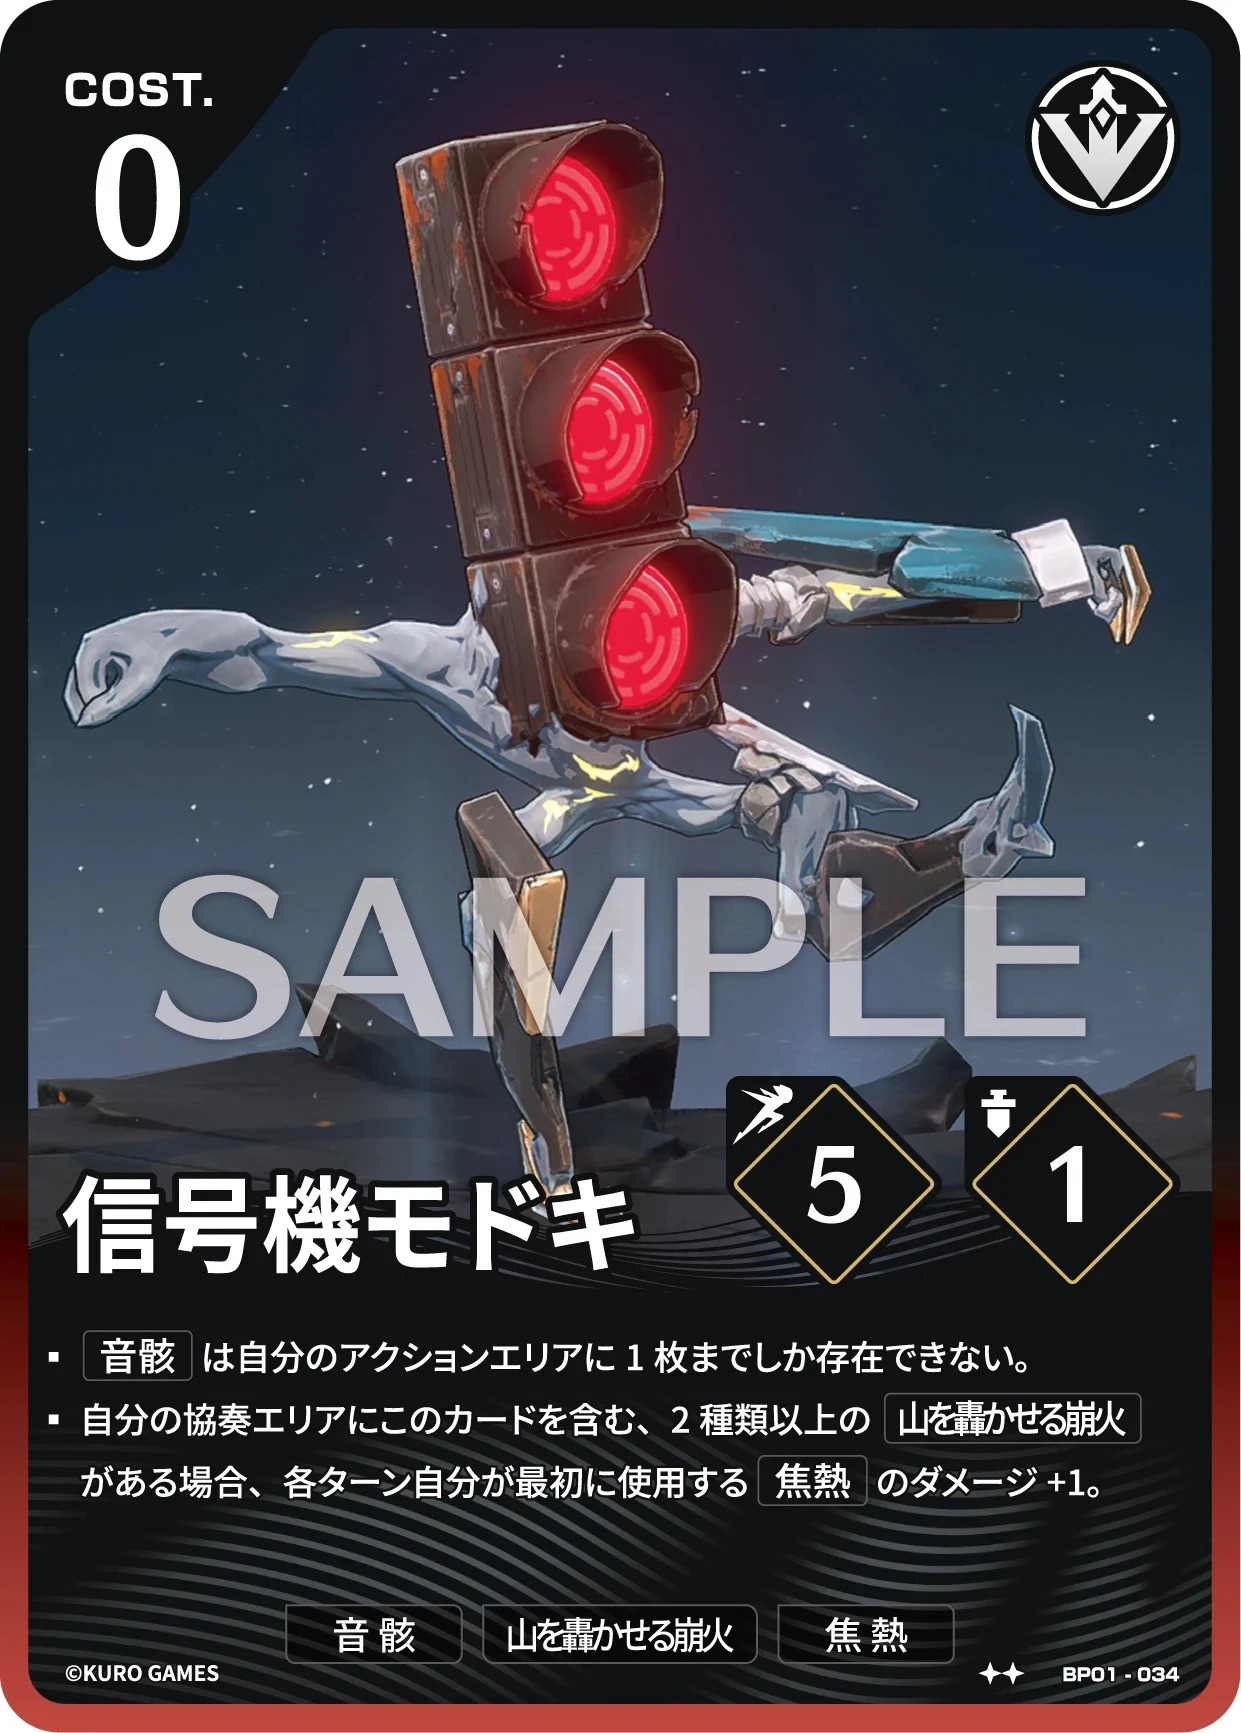 COST.
0
SAMPLE
5
1
信号機モドキ
▪ 音骸 は自分のアクションエリアに 1 枚までしか存在できない。
▪ 自分の協奏エリアにこのカードを含む、2 種類以上の 山を轟かせる崩火
がある場合、各ターン自分が最初に使用する 焦熱 のダメージ +1。
音骸 山を轟かせる崩火 焦熱
©KURO GAMES BP01 - 034